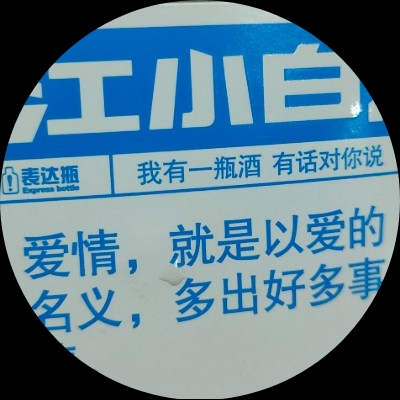 江小白
表达瓶
Express bottle
我有一瓶酒 有话对你说
爱情，就是以爱的
名义，多出好多事